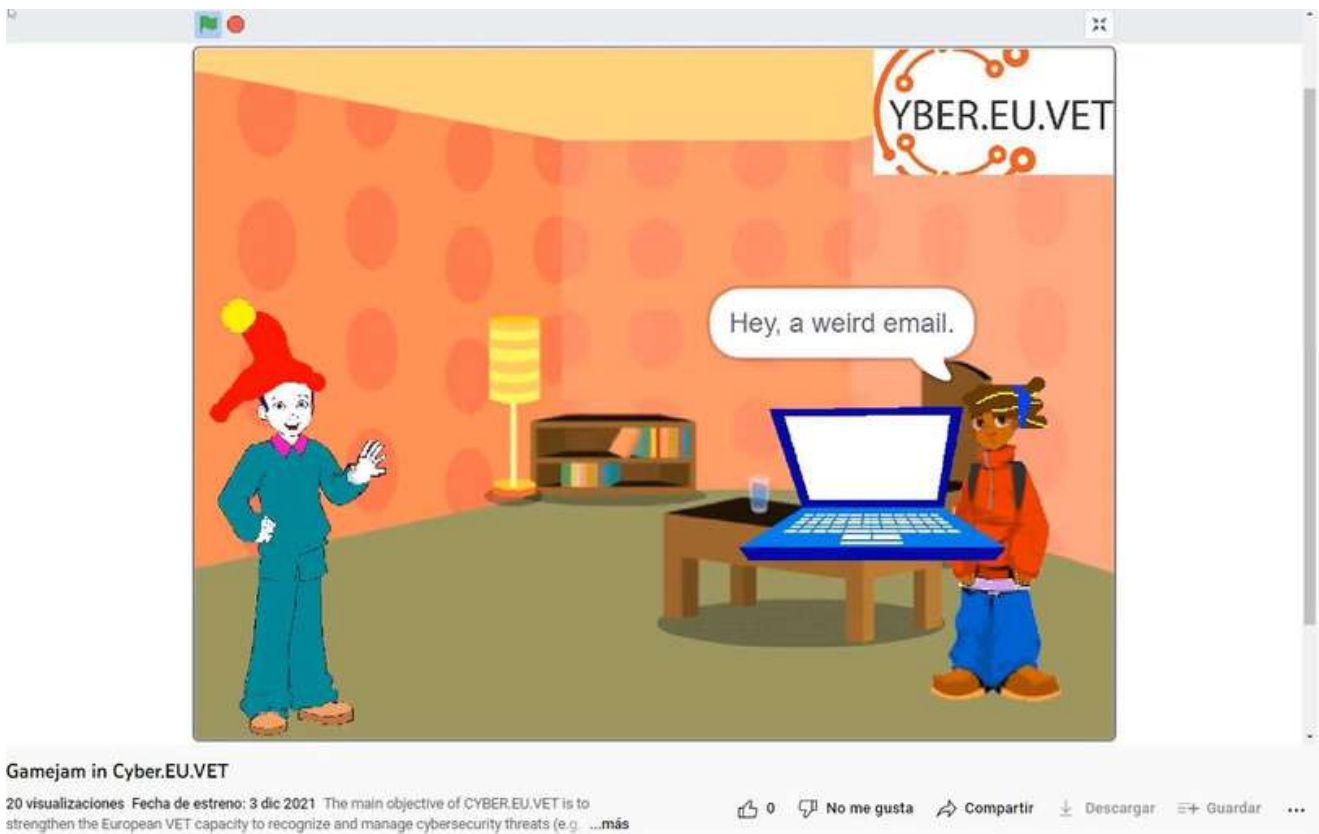 YBER.EU.VET
Hey, a weird email.
Gamejam in Cyber.EU.VET
20 visualizaciones Fecha de estreno: 3 dic 2021 The main objective of CYBER.EU.VET is to
strengthen the European VET capacity to recognize and manage cybersecurity threats (e.g. ...más
0 No me gusta Compartir Descargar Guardar